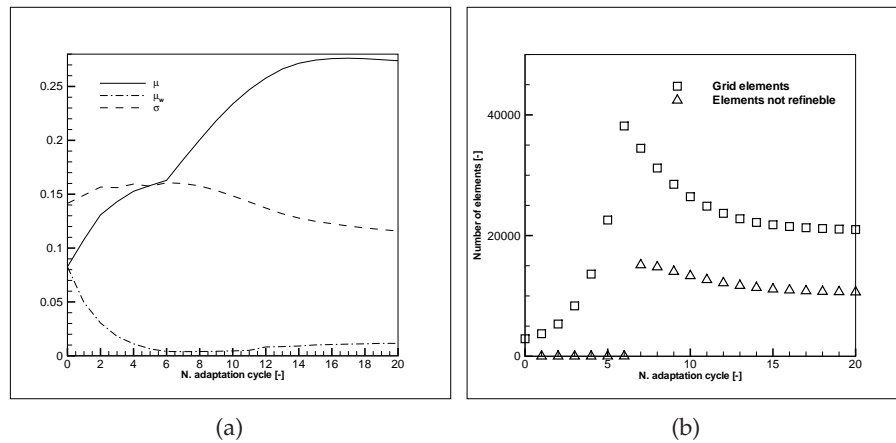 0.25
0.2
0.15
0.1
0.05
0
0 2 4 6 8 10 12 14 16 18 20
N. adaptation cycle [-]
μ
μw
σ
(a)
40000
20000
0
0 5 10 15 20
N. adaptation cycle [-]
Number of elements [-]
Grid elements
Elements not refineble
(b)